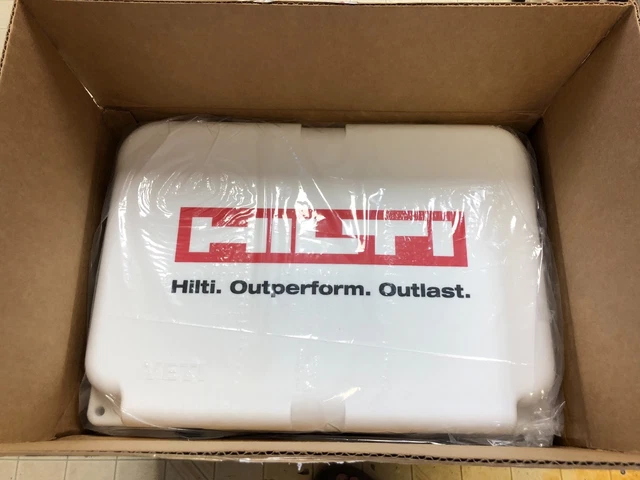 HILTI
Hilti. Outperform. Outlast.
YETI